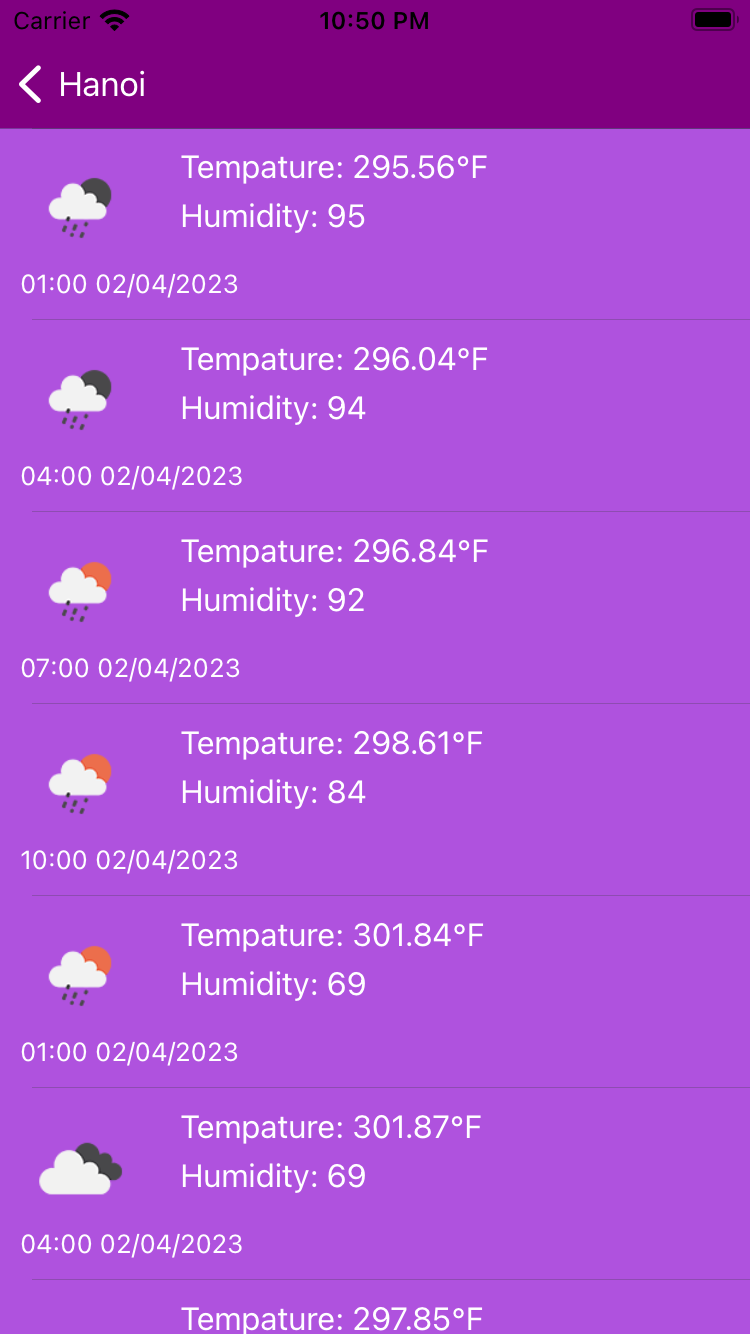 Carrier 10:50 PM
Hanoi
Tempature: 295.56°F
Humidity: 95
01:00 02/04/2023
Tempature: 296.04°F
Humidity: 94
04:00 02/04/2023
Tempature: 296.84°F
Humidity: 92
07:00 02/04/2023
Tempature: 298.61°F
Humidity: 84
10:00 02/04/2023
Tempature: 301.84°F
Humidity: 69
01:00 02/04/2023
Tempature: 301.87°F
Humidity: 69
04:00 02/04/2023
Tempature: 297.85°F